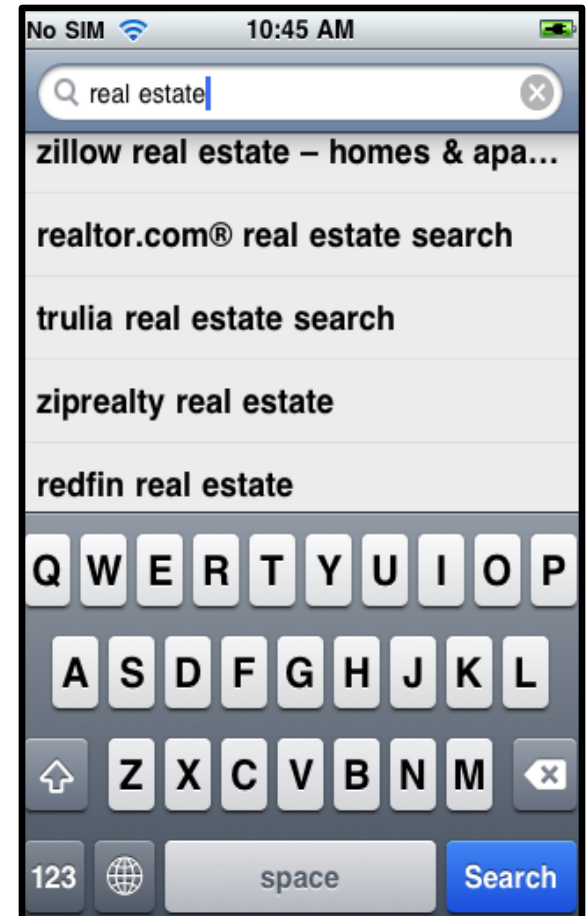 No SIM 10:45 AM
real estate
zillow real estate – homes & apa...
realtor.com® real estate search
trulia real estate search
ziprealty real estate
redfin real estate
Q W E R T Y U I O P
A S D F G H J K L
Z X C V B N M
123 space Search